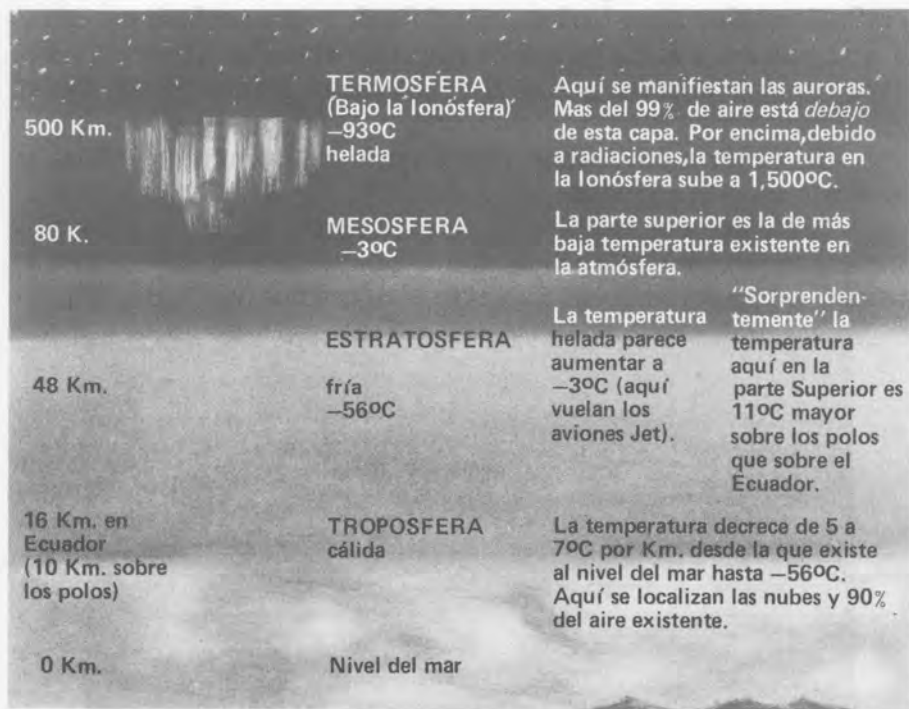 500 Km.
TERMOSFERA
(Bajo la Ionósfera)
−93ºC
helada
Aquí se manifiestan las auroras.
Mas del 99% de aire está debajo
de esta capa. Por encima,debido
a radiaciones,la temperatura en
la Ionósfera sube a 1,500ºC.
80 K.
MESOSFERA
−3ºC
La parte superior es la de más
baja temperatura existente en
la atmósfera.
ESTRATOSFERA
48 Km.
fría
−56ºC
La temperatura
helada parece
aumentar a
−3ºC (aquí
vuelan los
aviones Jet).
"Sorprenden-
temente" la
temperatura
aquí en la
parte Superior es
11ºC mayor
sobre los polos
que sobre el
Ecuador.
16 Km. en
Ecuador
(10 Km. sobre
los polos)
TROPOSFERA
cálida
La temperatura decrece de 5 a
7ºC por Km. desde la que existe
al nivel del mar hasta −56ºC.
Aquí se localizan las nubes y 90%
del aire existente.
0 Km.
Nivel del mar